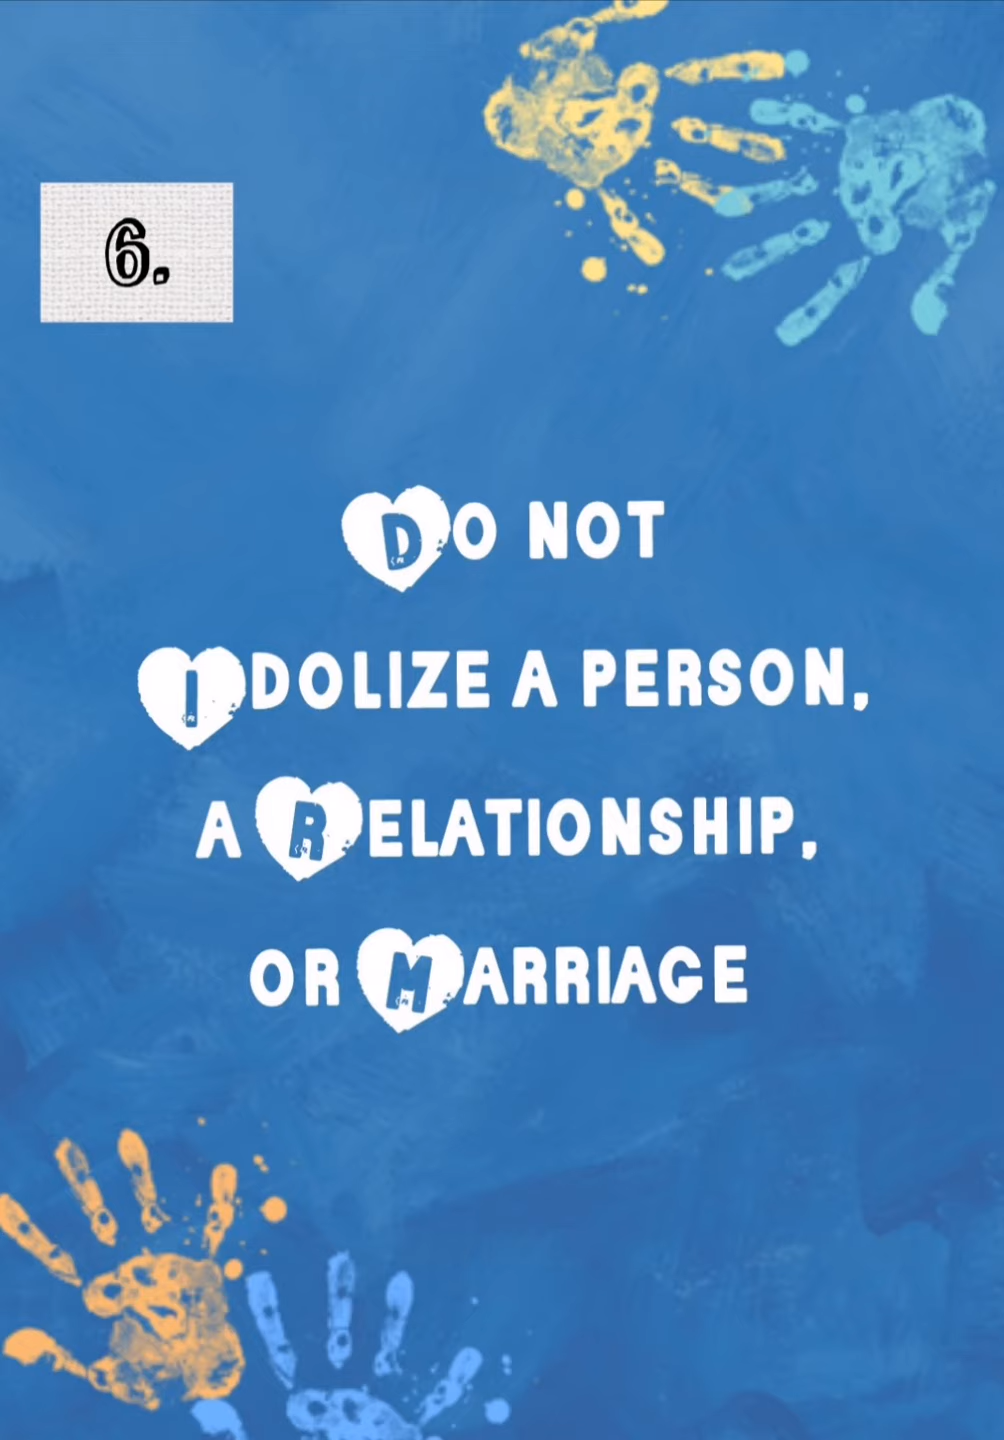 6.
DO NOT
IDOLIZE A PERSON,
A RELATIONSHIP,
OR MARRIAGE